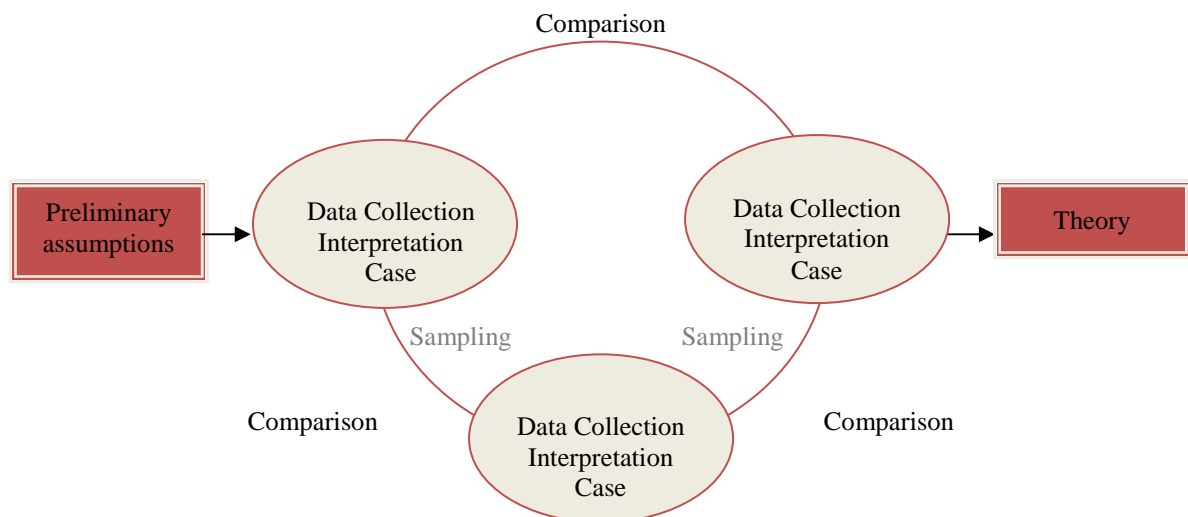 Comparison
Preliminary
assumptions
Data Collection
Interpretation
Case
Data Collection
Interpretation
Case
Theory
Sampling
Sampling
Comparison
Data Collection
Interpretation
Case
Comparison